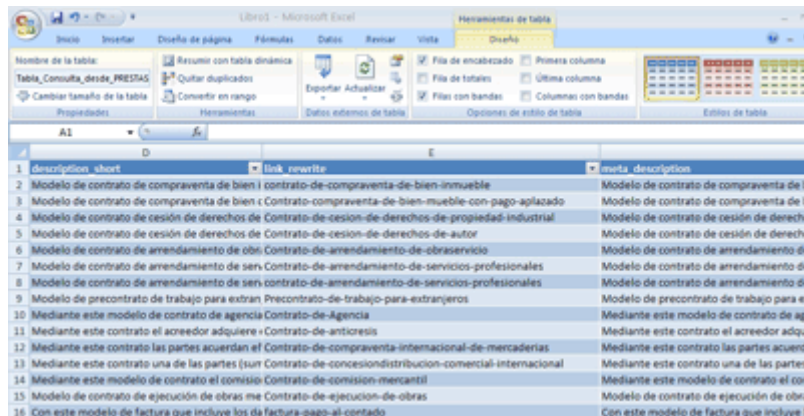 Libro1 - Microsoft Excel
Herramientas de tabla
Inicio Insertar Diseño de página Fórmulas Datos Revisar Vista Diseño
Nombre de la tabla:
Tabla_Consulta_desde_PRESTAS
Cambiar tamaño de la tabla
Propiedades
Resumir con tabla dinámica
Quitar duplicados
Convertir en rango
Herramientas
Exportar Actualizar
Datos externos de tabla
Fila de encabezado Primera columna
Fila de totales Última columna
Filas con bandas Columnas con bandas
Opciones de estilo de tabla
Estilos de tabla
A1 fx
D E
1 description_short link_rewrite meta_description
2 Modelo de contrato de compraventa de bien i contrato-de-compraventa-de-bien-inmueble Modelo de contrato de compraventa de
3 Modelo de contrato de compraventa de bien c Contrato-compraventa-de-bien-mueble-con-pago-aplazado Modelo de contrato de compraventa de
4 Modelo de contrato de cesión de derechos de Contrato-de-cesion-de-derechos-de-propiedad-industrial Modelo de contrato de cesión de derech
5 Modelo de contrato de cesión de derechos de Contrato-de-cesion-de-derechos-de-autor Modelo de contrato de cesión de derech
6 Modelo de contrato de arrendamiento de obra Contrato-de-arrendamiento-de-obraservicio Modelo de contrato de arrendamiento d
7 Modelo de contrato de arrendamiento de serv Contrato-de-arrendamiento-de-servicios-profesionales Modelo de contrato de arrendamiento d
8 Modelo de contrato de arrendamiento de serv contrato-de-arrendamiento-de-servicios-profesionales Modelo de contrato de arrendamiento d
9 Modelo de precontrato de trabajo para extran Precontrato-de-trabajo-para-extranjeros Modelo de precontrato de trabajo para e
10 Mediante este modelo de contrato de agencia Contrato-de-Agencia Mediante este modelo de contrato de ag
11 Mediante este contrato el acreedor adquiere Contrato-de-anticresis Mediante este contrato el acreedor adqu
12 Mediante este contrato las partes acuerdan ef Contrato-de-compraventa-internacional-de-mercaderias Mediante este contrato las partes acuerd
13 Mediante este contrato una de las partes (sum Contrato-de-concesiondistribucion-comercial-internacional Mediante este contrato una de las partes
14 Mediante este modelo de contrato el comisio Contrato-de-comision-mercantil Mediante este modelo de contrato el co
15 Modelo de contrato de ejecución de obras me Contrato-de-ejecucion-de-obras Modelo de contrato de ejecución de obr
16 Con este modelo de factura que incluye los da factura-pago-al-contado Con este modelo de factura que incluye